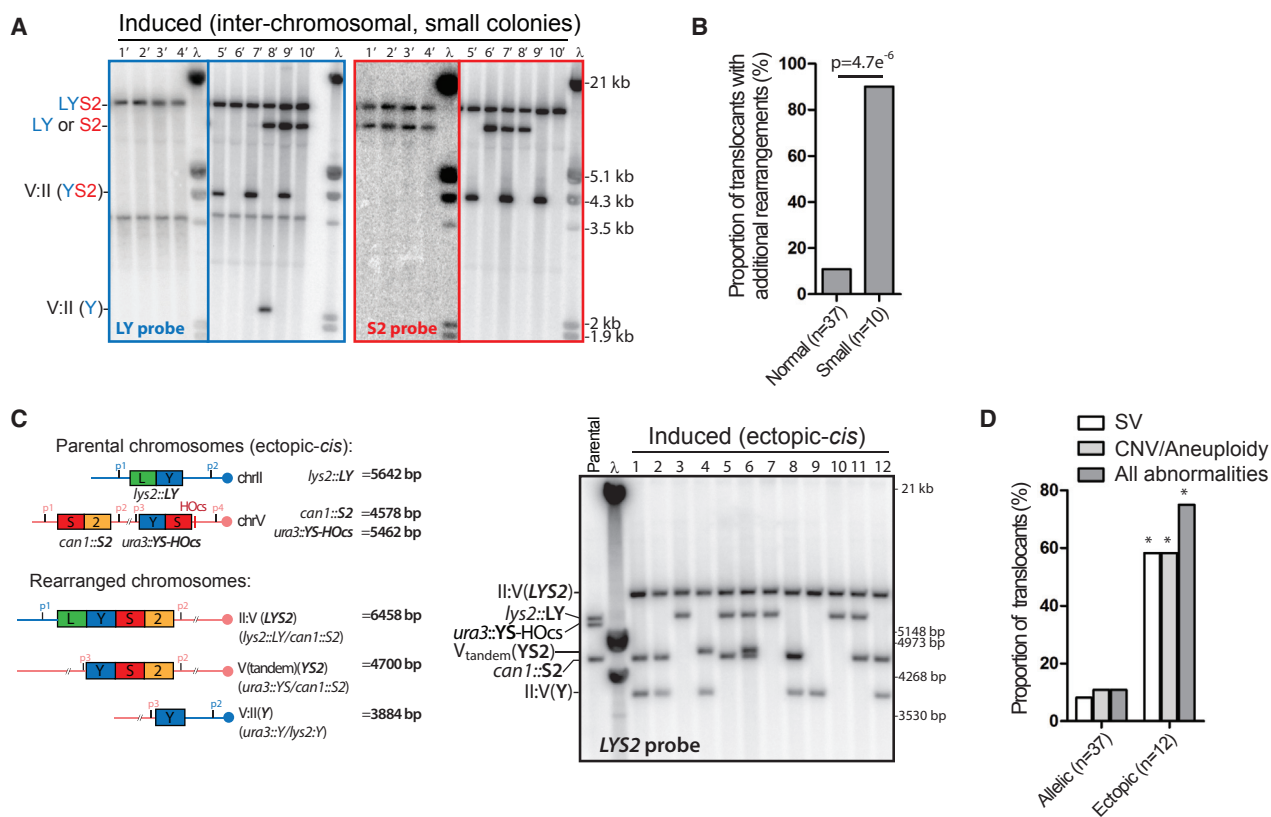 A
Induced (inter-chromosomal, small colonies)
1′ 2′ 3′ 4′ λ 5′ 6′ 7′ 8′ 9′ 10′ λ
1′ 2′ 3′ 4′ λ 5′ 6′ 7′ 8′ 9′ 10′ λ
LYS2
LY or S2
V:II (YS2)
V:II (Y)
LY probe
S2 probe
21 kb
5.1 kb
4.3 kb
3.5 kb
2 kb
1.9 kb
B
p=4.7e-6
Proportion of translocants with
additional rearrangements (%)
100
80
60
40
20
0
Normal (n=37)
Small (n=10)
C
Parental chromosomes (ectopic-cis):
p1 p2
L Y
chrII
lys2::LY
lys2::LY =5642 bp
HOcs
p1 p2 p3 p4
S 2 Y S
chrV
can1::S2 ura3::YS-HOcs
can1::S2 =4578 bp
ura3::YS-HOcs =5462 bp
Rearranged chromosomes:
p1 p2
L Y S 2
II:V (LYS2) =6458 bp
(lys2::LY/can1::S2)
p3 p2
Y S 2
V(tandem)(YS2) =4700 bp
(ura3::YS/can1::S2)
p3 p2
Y
V:II(Y) =3884 bp
(ura3::Y/lys2:Y)
Parental
λ
Induced (ectopic-cis)
1 2 3 4 5 6 7 8 9 10 11 12
II:V(LYS2)
lys2::LY
ura3::YS-HOcs
Vtandem(YS2)
can1::S2
II:V(Y)
LYS2 probe
21 kb
5148 bp
4973 bp
4268 bp
3530 bp
D
SV
CNV/Aneuploidy
All abnormalities
Proportion of translocants (%)
80
60
40
20
0
* * *
Allelic (n=37)
Ectopic (n=12)